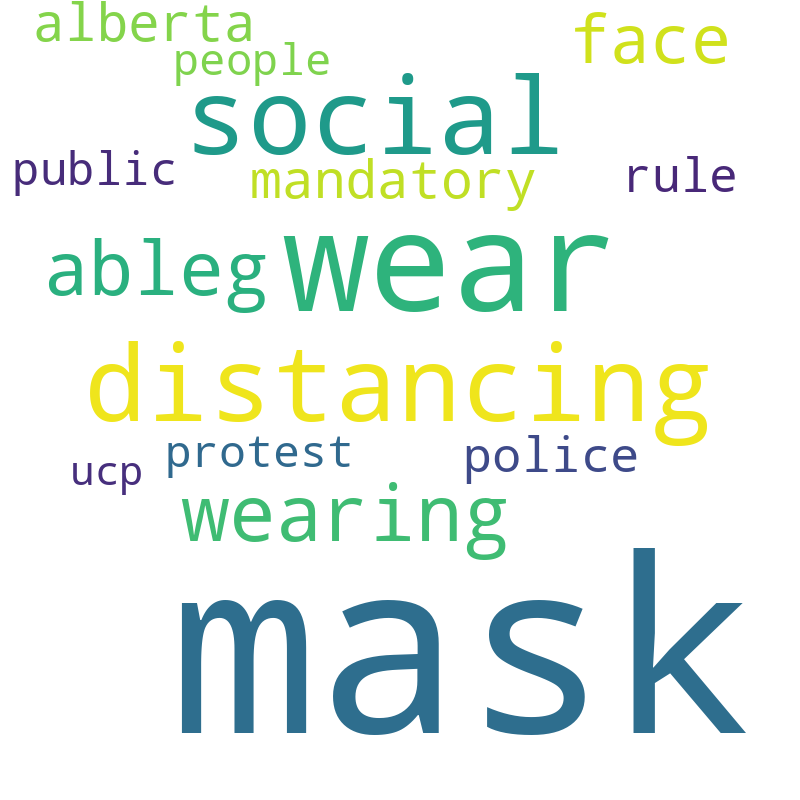 alberta
face
people
social
public
mandatory
rule
ableg
wear
distancing
protest
police
ucp
wearing
mask